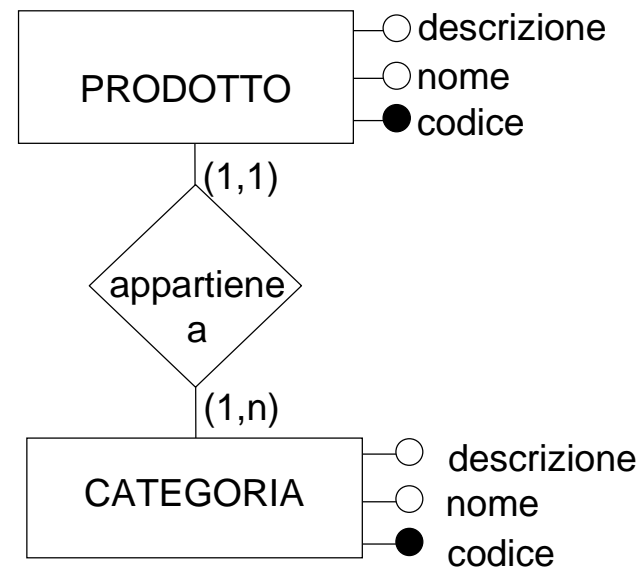 descrizione
PRODOTTO
nome
codice
(1,1)
appartiene
a
(1,n)
descrizione
CATEGORIA
nome
codice